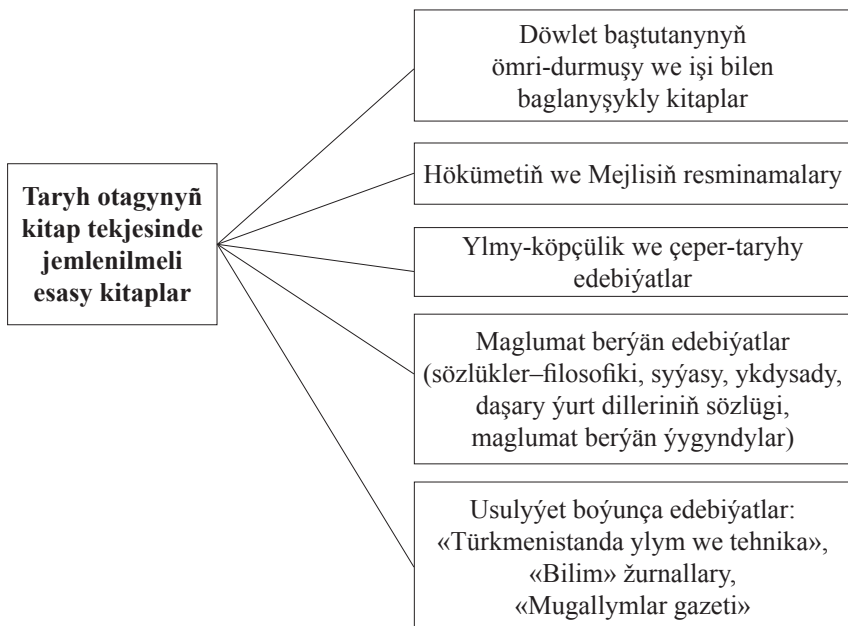 Taryh otagynyñ
kitap tekjesinde
jemlenilmeli
esasy kitaplar
Döwlet baştutanynyň
ömri-durmuşy we işi bilen
baglanyşykly kitaplar
Hökümetiň we Mejlisiň resminamalary
Ylmy-köpçülik we çeper-taryhy
edebiýatlar
Maglumat berýän edebiýatlar
(sözlükler–filosofiki, syýasy, ykdysady,
daşary ýurt dilleriniň sözlügi,
maglumat berýän ýygyndylar)
Usulyýet boýunça edebiýatlar:
«Türkmenistanda ylym we tehnika»,
«Bilim» žurnallary,
«Mugallymlar gazeti»